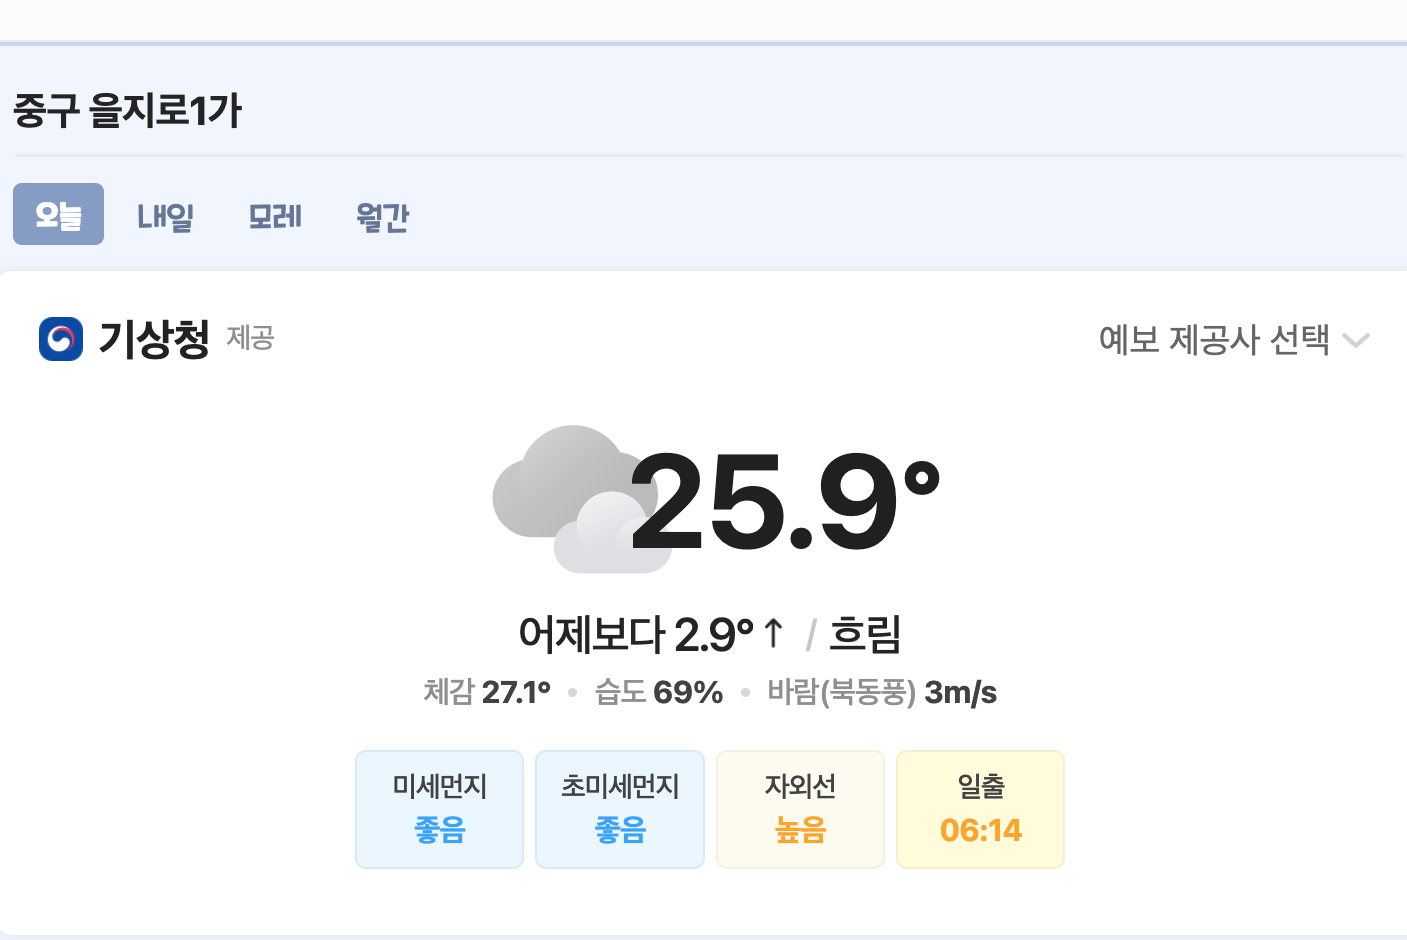 중구 을지로1가
오늘 내일 모레 월간
기상청 제공 예보 제공사 선택
25.9°
어제보다 2.9°↑ / 흐림
체감 27.1° • 습도 69% • 바람(북동풍) 3m/s
미세먼지 초미세먼지 자외선 일출
좋음 좋음 높음 06:14